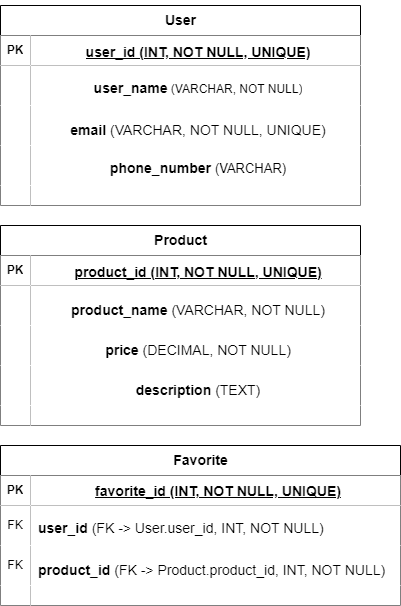 User
PK user_id (INT, NOT NULL, UNIQUE)
user_name (VARCHAR, NOT NULL)
email (VARCHAR, NOT NULL, UNIQUE)
phone_number (VARCHAR)
Product
PK product_id (INT, NOT NULL, UNIQUE)
product_name (VARCHAR, NOT NULL)
price (DECIMAL, NOT NULL)
description (TEXT)
Favorite
PK favorite_id (INT, NOT NULL, UNIQUE)
FK user_id (FK -> User.user_id, INT, NOT NULL)
FK product_id (FK -> Product.product_id, INT, NOT NULL)